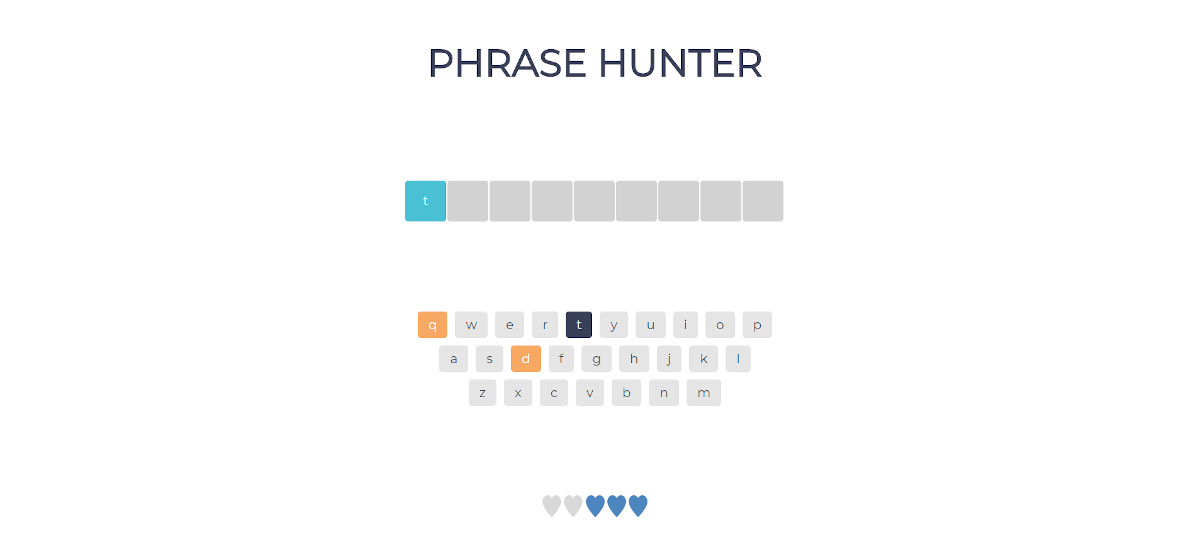 PHRASE HUNTER
t
q w e r t y u i o p
a s d f g h j k l
z x c v b n m